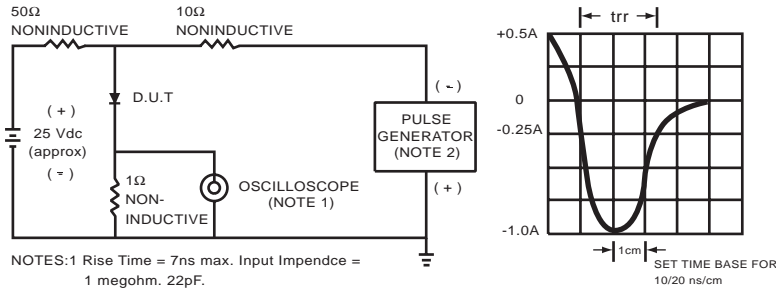 50Ω
NONINDUCTIVE
10Ω
NONINDUCTIVE
D.U.T
(+)
25 Vdc
(approx)
(-)
1Ω
NON-
INDUCTIVE
OSCILLOSCOPE
(NOTE 1)
(-)
PULSE
GENERATOR
(NOTE 2)
(+)
NOTES:1 Rise Time = 7ns max. Input Impendce =
1 megohm. 22pF.
trr
+0.5A
0
-0.25A
-1.0A
1cm
SET TIME BASE FOR
10/20 ns/cm